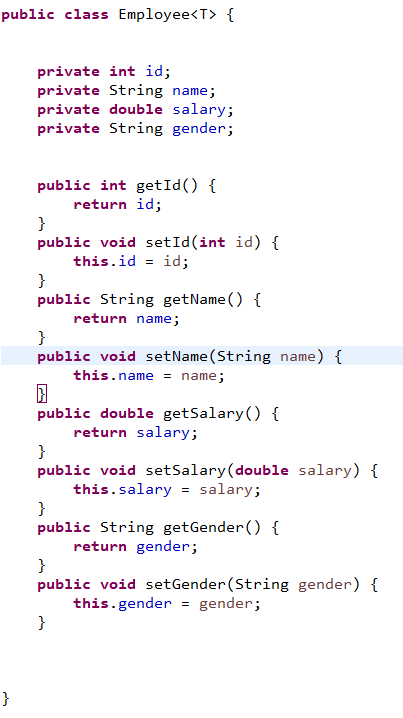 public class Employee<T> {
private int id;
private String name;
private double salary;
private String gender;
public int getId() {
return id;
}
public void setId(int id) {
this.id = id;
}
public String getName() {
return name;
}
public void setName(String name) {
this.name = name;
}
public double getSalary() {
return salary;
}
public void setSalary(double salary) {
this.salary = salary;
}
public String getGender() {
return gender;
}
public void setGender(String gender) {
this.gender = gender;
}
}